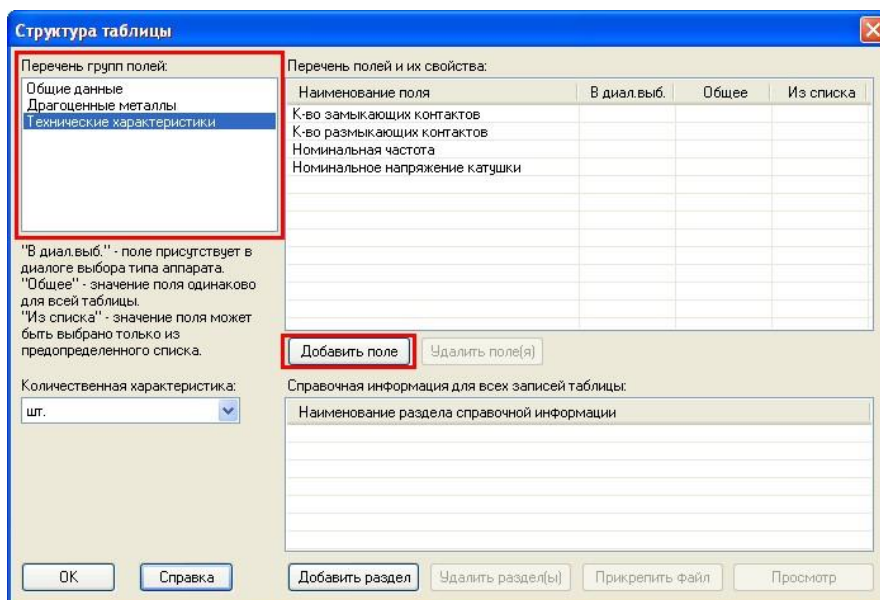 Структура таблицы
Перечень групп полей:
Общие данные
Драгоценные металлы
Технические характеристики
"В диал.выб." - поле присутствует в
диалоге выбора типа аппарата.
"Общее" - значение поля одинаково
для всей таблицы.
"Из списка" - значение поля может
быть выбрано только из
предопределенного списка.
Количественная характеристика:
шт.
Перечень полей и их свойства:
Наименование поля В диал.выб. Общее Из списка
К-во замыкающих контактов
К-во размыкающих контактов
Номинальная частота
Номинальное напряжение катушки
Добавить поле Удалить поле(я)
Справочная информация для всех записей таблицы:
Наименование раздела справочной информации
OK Справка Добавить раздел Удалить раздел(ы) Прикрепить файл Просмотр